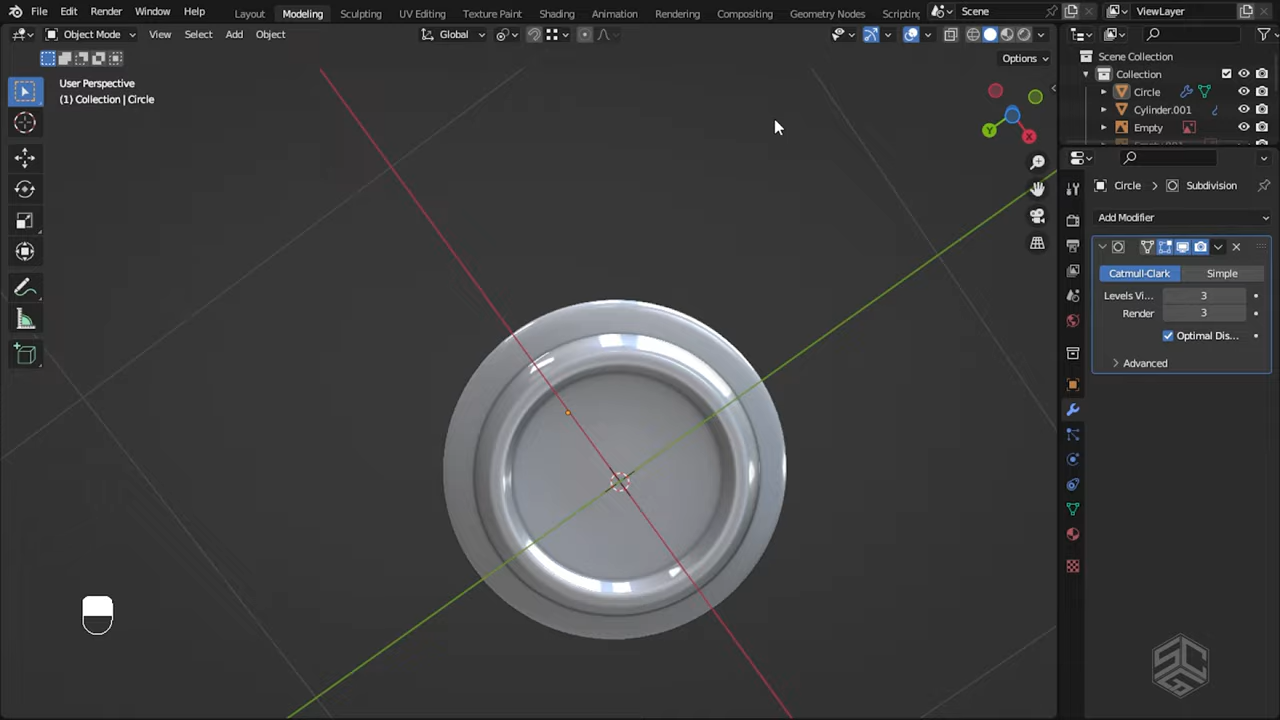 File Edit Render Window Help Layout Modeling Sculpting UV Editing Texture Paint Shading Animation Rendering Compositing Geometry Nodes Scripting Scene ViewLayer
Object Mode View Select Add Object Global
Options
User Perspective
(1) Collection | Circle
Scene Collection
Collection
Circle
Cylinder.001
Empty
Y
X
Circle > Subdivision
Add Modifier
Catmull-Clark Simple
Levels Vi... 3
Render 3
Optimal Dis...
Advanced